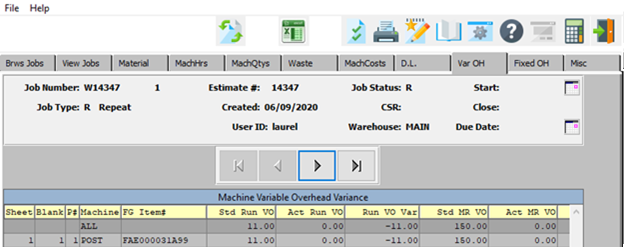 File Help
Brws Jobs View Jobs Material MachHrs MachQtys Waste MachCosts D.L. Var OH Fixed OH Misc
Job Number: W14347 1 Estimate #: 14347 Job Status: R Start:
Job Type: R Repeat Created: 06/09/2020 CSR: Close:
User ID: laurel Warehouse: MAIN Due Date:
Machine Variable Overhead Variance
Sheet Blank P# Machine FG Item# Std Run VO Act Run VO Run VO Var Std MR VO Act MR VO
ALL 11.00 0.00 -11.00 150.00 0.00
1 1 1 POST FAE000031A99 11.00 0.00 -11.00 150.00 0.00